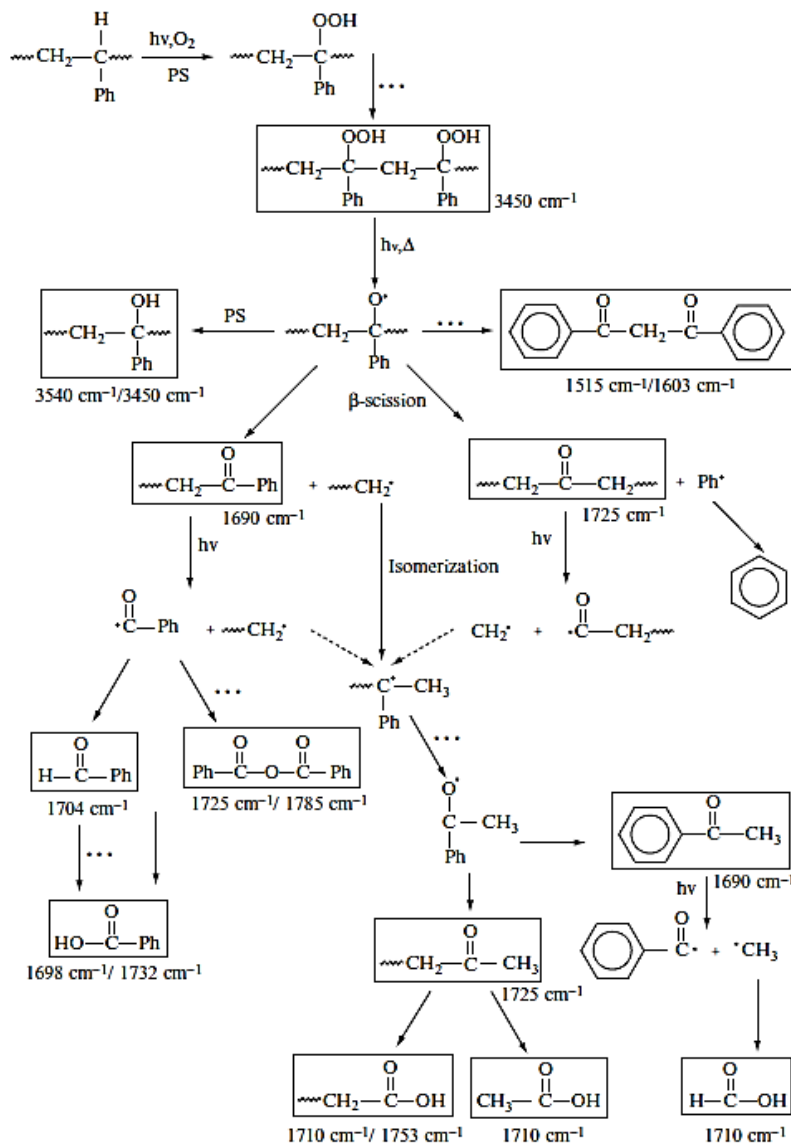 H OOH
hν,O₂
CH₂—C CH₂—C
PS
Ph Ph
...
OOH OOH
CH₂—C—CH₂—C
Ph Ph
3450 cm⁻¹
hν,Δ
OH O• O O
PS ...
CH₂—C CH₂—C C CH₂ C
Ph Ph
3540 cm⁻¹/3450 cm⁻¹ 1515 cm⁻¹/1603 cm⁻¹
β-scission
O O
CH₂—C—Ph + CH₂• CH₂—C—CH₂ + Ph•
1690 cm⁻¹ 1725 cm⁻¹
hν hν
Isomerization
O O
•C—Ph + CH₂• CH₂• + •C—CH₂
C•—CH₃
...
Ph
...
O O O O•
H—C—Ph Ph—C—O—C—Ph
1704 cm⁻¹ 1725 cm⁻¹/ 1785 cm⁻¹
C—CH₃ O
C—CH₃
... Ph
1690 cm⁻¹
hν
O O O
HO—C—Ph CH₂—C—CH₃ C• + •CH₃
1698 cm⁻¹/ 1732 cm⁻¹ 1725 cm⁻¹
O O O
CH₂—C—OH CH₃—C—OH H—C—OH
1710 cm⁻¹/ 1753 cm⁻¹ 1710 cm⁻¹ 1710 cm⁻¹